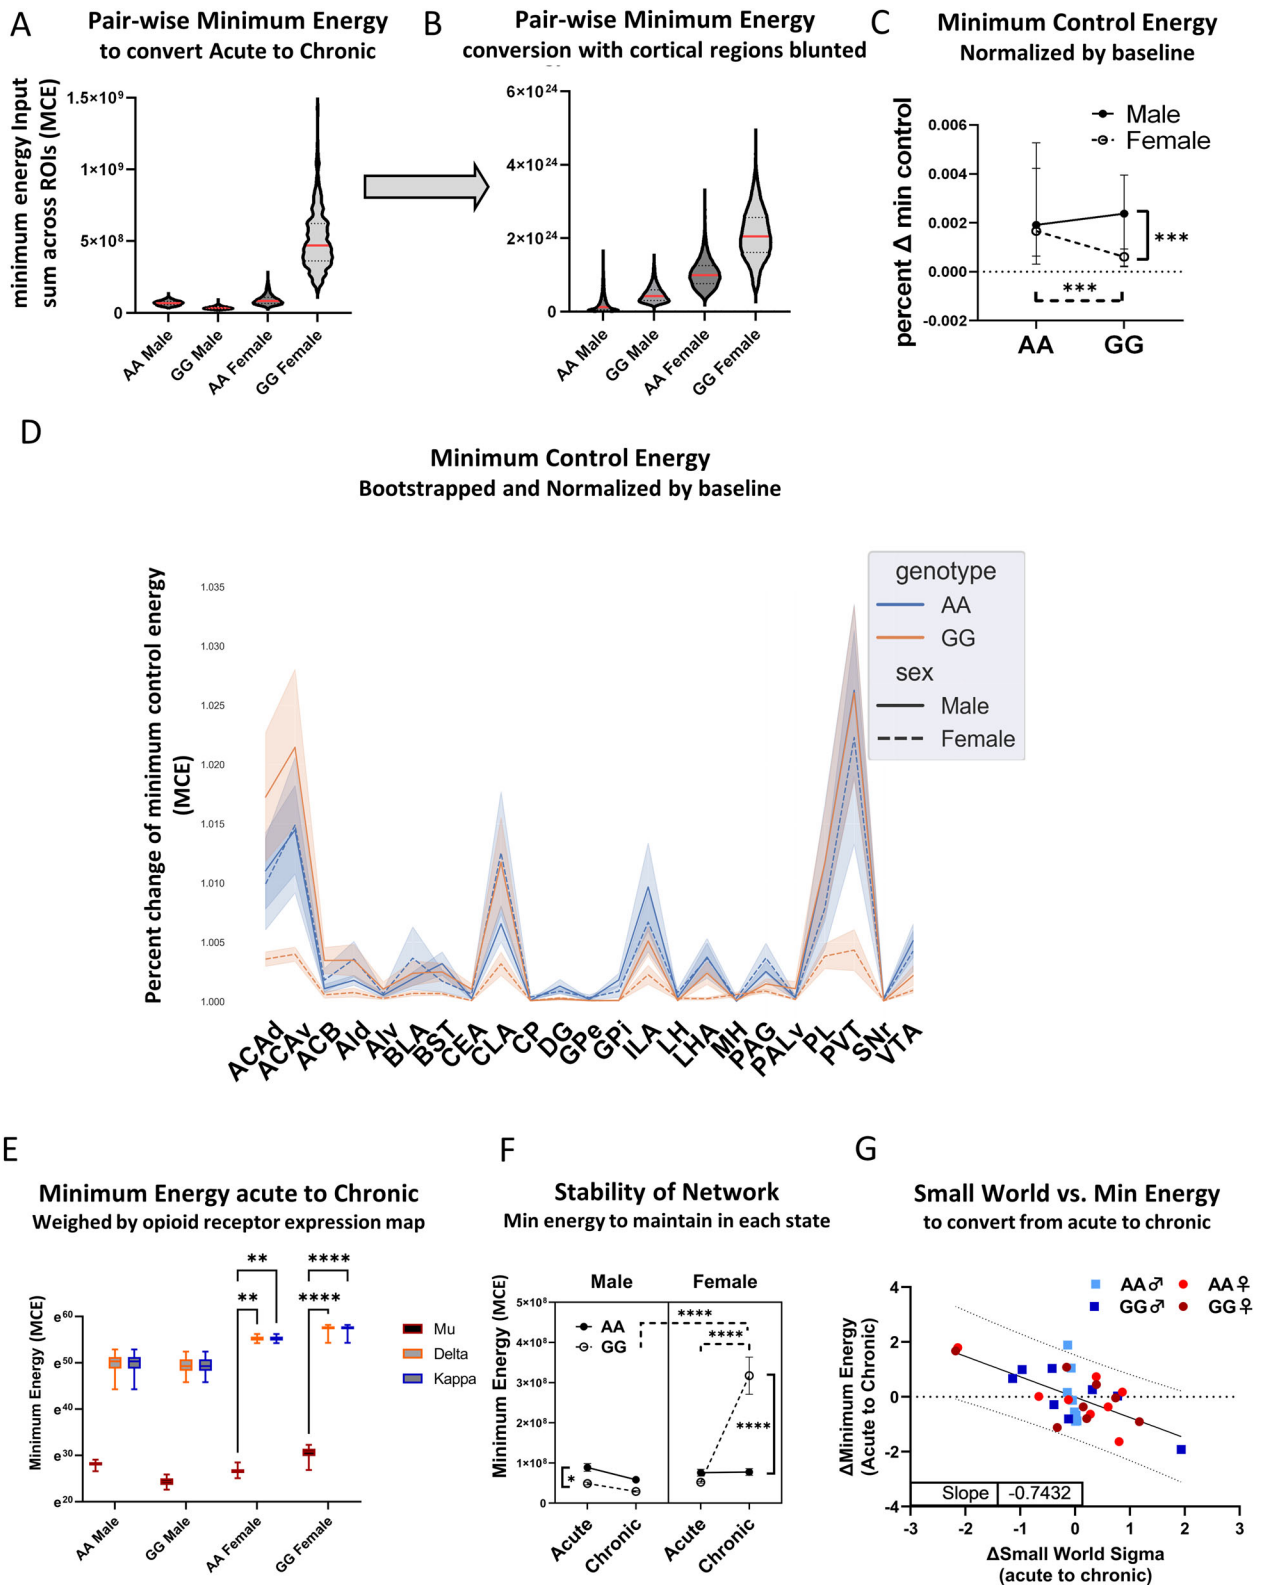 A
Pair-wise Minimum Energy
to convert Acute to Chronic
minimum energy Input
sum across ROIs (MCE)
1.5×10⁹
1×10⁹
5×10⁸
0
AA Male
GG Male
AA Female
GG Female
B
Pair-wise Minimum Energy
conversion with cortical regions blunted
6×10²⁴
4×10²⁴
2×10²⁴
0
AA Male
GG Male
AA Female
GG Female
C
Minimum Control Energy
Normalized by baseline
percent Δ min control
Male
Female
0.006
0.004
0.002
0.000
-0.002
***
***
AA
GG
D
Minimum Control Energy
Bootstrapped and Normalized by baseline
Percent change of minimum control energy
(MCE)
1.035
1.030
1.025
1.020
1.015
1.010
1.005
1.000
genotype
AA
GG
sex
Male
Female
ACAd
ACAv
ACB
AId
AIv
BLA
BST
CEA
CLA
CP
DG
GPe
GPi
ILA
LH
LHA
MH
PAG
PALv
PL
PVT
SNr
VTA
E
Minimum Energy acute to Chronic
Weighed by opioid receptor expression map
Minimum Energy (MCE)
e⁶⁰
e⁵⁰
e⁴⁰
e³⁰
e²⁰
**
**
****
****
Mu
Delta
Kappa
AA Male
GG Male
AA Female
GG Female
F
Stability of Network
Min energy to maintain in each state
Male
Female
Minimum Energy (MCE)
5×10⁸
4×10⁸
3×10⁸
2×10⁸
1×10⁸
0
AA
GG
*
****
****
****
Acute
Chronic
Acute
Chronic
G
Small World vs. Min Energy
to convert from acute to chronic
AA♂
AA♀
GG♂
GG♀
ΔMinimum Energy
(Acute to Chronic)
4
2
0
-2
-4
Slope
-0.7432
-3
-2
-1
0
1
2
3
ΔSmall World Sigma
(acute to chronic)